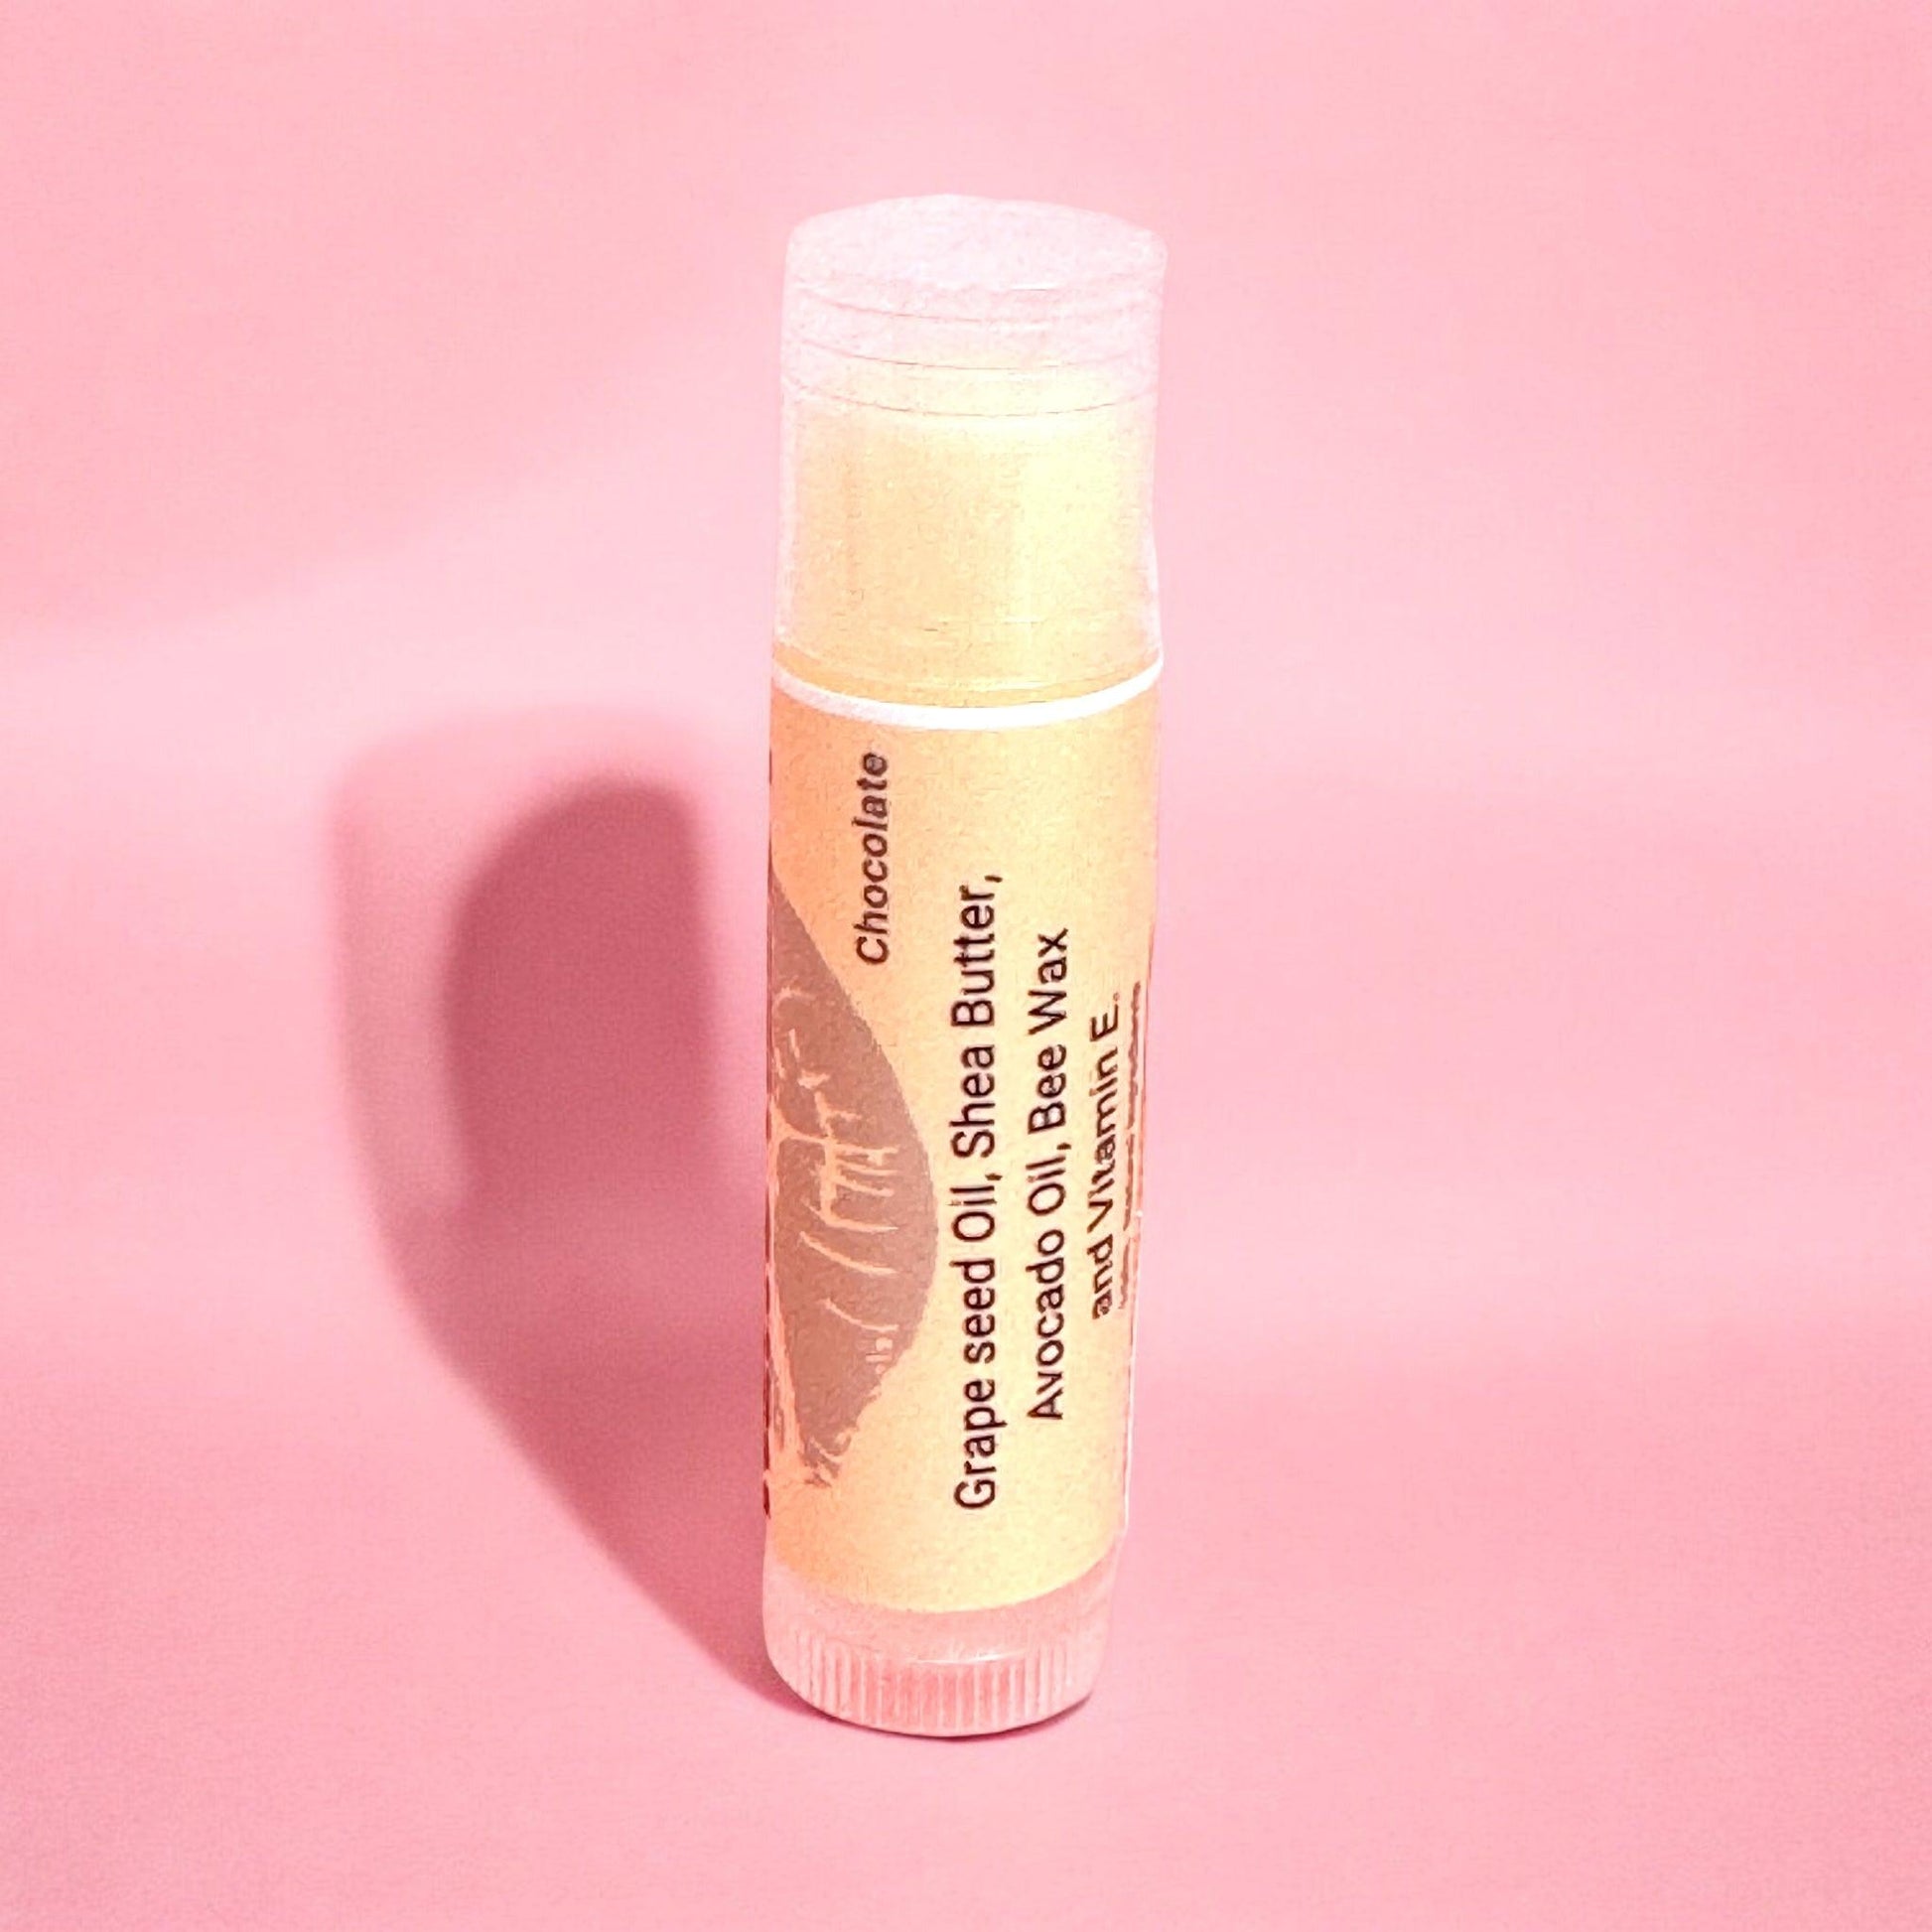 Chocolate
Grape seed Oil, Shea Butter,
Avocado Oil, Bee Wax
and Vitamin E.